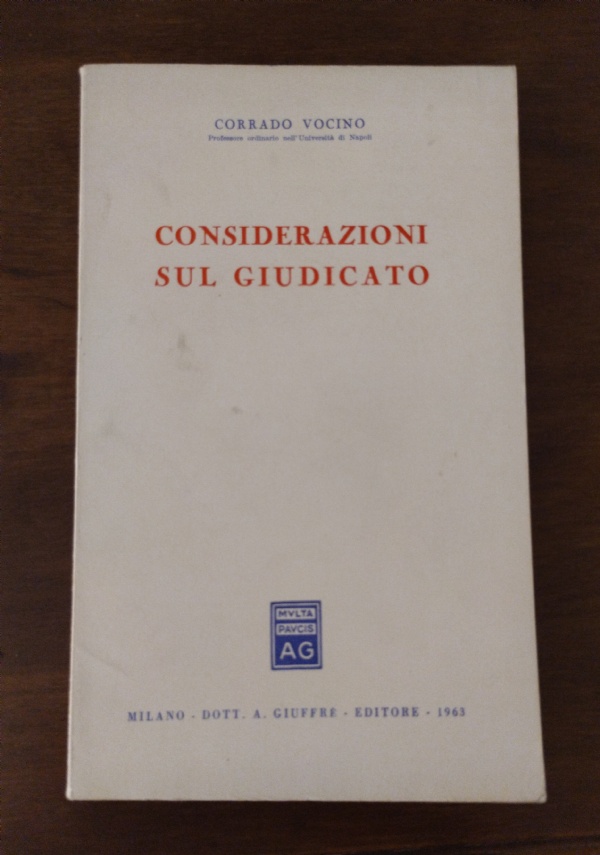 CORRADO VOCINO
Professore ordinario nell'Università di Napoli
CONSIDERAZIONI
SUL GIUDICATO
MVLTA
PAVCIS
AG
MILANO - DOTT. A. GIUFFRÈ - EDITORE - 1963